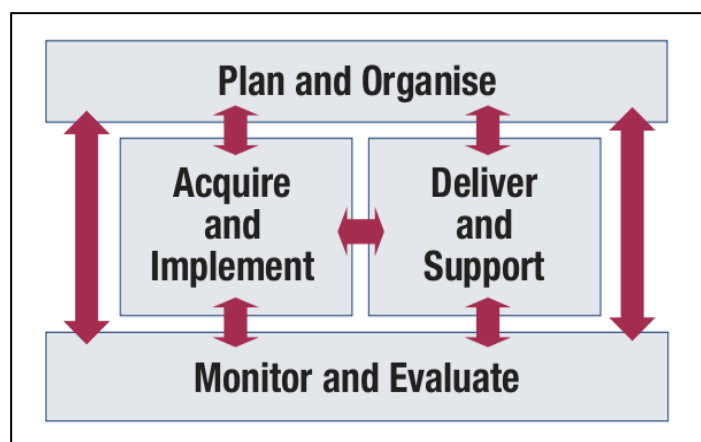 Plan and Organise
Acquire
and
Implement
Deliver
and
Support
Monitor and Evaluate